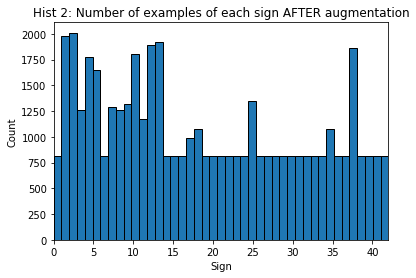 Hist 2: Number of examples of each sign AFTER augmentation
2000
1750
1500
1250
1000
750
500
250
0
Count
0 5 10 15 20 25 30 35 40
Sign